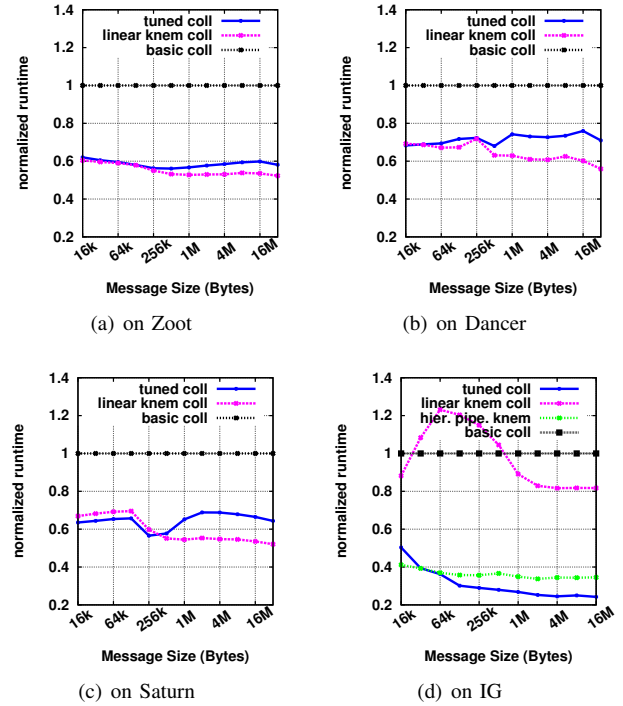 1.4
1.2
1
0.8
0.6
0.4
0.2
normalized runtime
tuned coll
linear knem coll
basic coll
16k
64k
256k
1M
4M
16M
Message Size (Bytes)
(a) on Zoot
1.4
1.2
1
0.8
0.6
0.4
0.2
normalized runtime
tuned coll
linear knem coll
basic coll
16k
64k
256k
1M
4M
16M
Message Size (Bytes)
(b) on Dancer
1.4
1.2
1
0.8
0.6
0.4
0.2
normalized runtime
tuned coll
linear knem coll
basic coll
16k
64k
256k
1M
4M
16M
Message Size (Bytes)
(c) on Saturn
1.4
1.2
1
0.8
0.6
0.4
0.2
normalized runtime
tuned coll
linear knem coll
hier. pipe. knem
basic coll
16k
64k
256k
1M
4M
16M
Message Size (Bytes)
(d) on IG